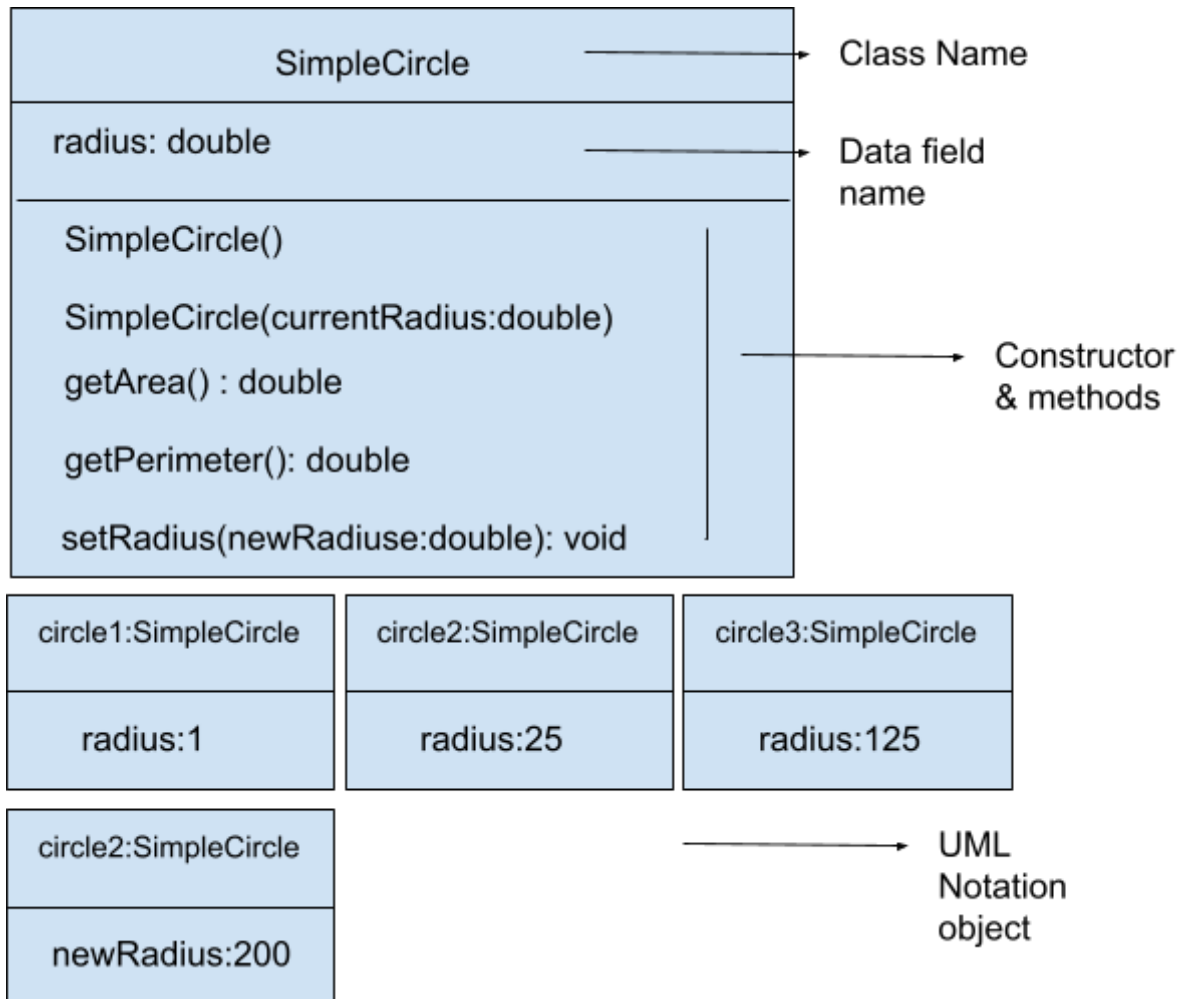 SimpleCircle
Class Name
radius: double
Data field
name
SimpleCircle()
SimpleCircle(currentRadius:double)
getArea() : double
getPerimeter(): double
setRadius(newRadiuse:double): void
Constructor
& methods
circle1:SimpleCircle
radius:1
circle2:SimpleCircle
radius:25
circle3:SimpleCircle
radius:125
circle2:SimpleCircle
newRadius:200
UML
Notation
object